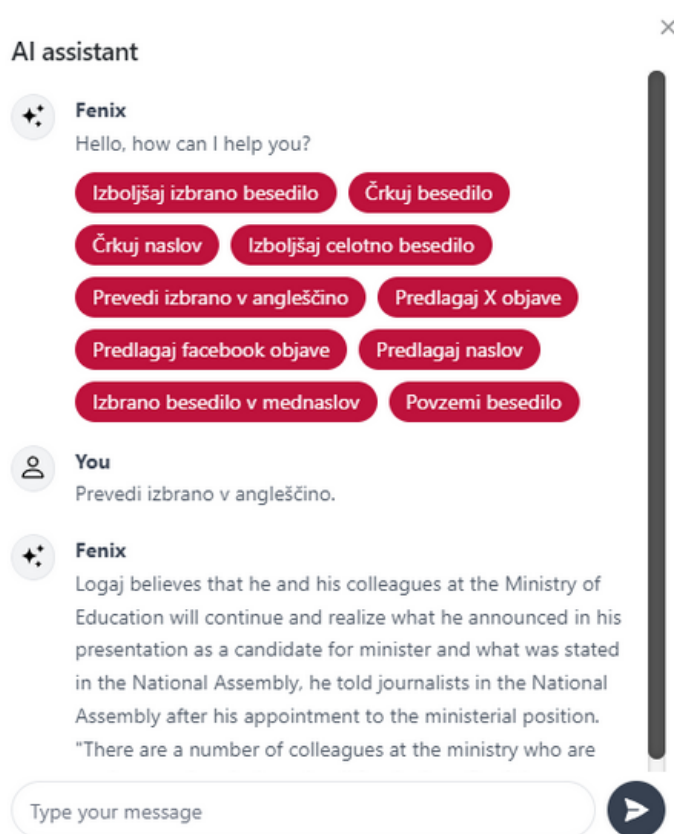 AI assistant
Fenix
Hello, how can I help you?
Izboljšaj izbrano besedilo Črkuj besedilo
Črkuj naslov Izboljšaj celotno besedilo
Prevedi izbrano v angleščino Predlagaj X objave
Predlagaj facebook objave Predlagaj naslov
Izbrano besedilo v mednaslov Povzemi besedilo
You
Prevedi izbrano v angleščino.
Fenix
Logaj believes that he and his colleagues at the Ministry of
Education will continue and realize what he announced in his
presentation as a candidate for minister and what was stated
in the National Assembly, he told journalists in the National
Assembly after his appointment to the ministerial position.
"There are a number of colleagues at the ministry who are
Type your message